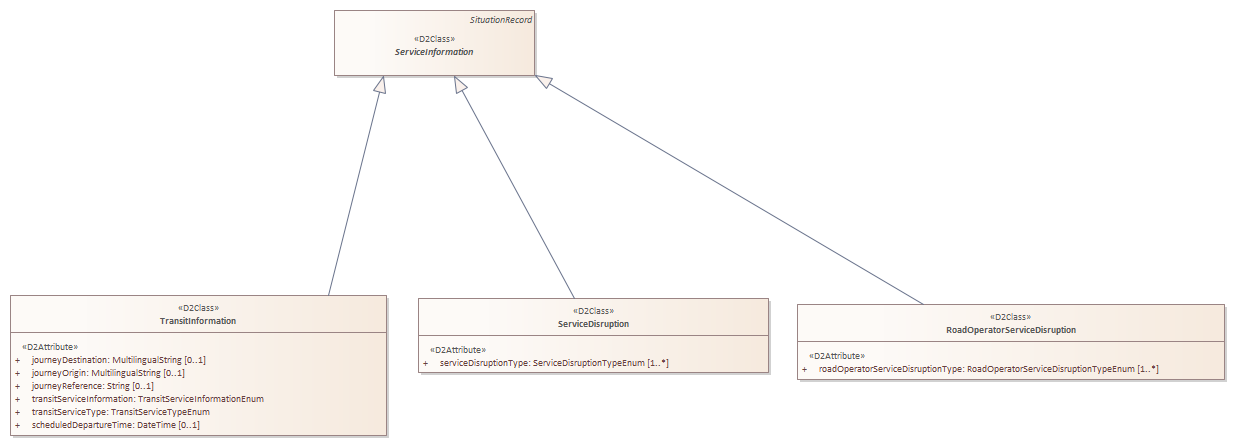 SituationRecord
«D2Class»
ServiceInformation
«D2Class»
TransitInformation
«D2Attribute»
+ journeyDestination: MultilingualString [0..1]
+ journeyOrigin: MultilingualString [0..1]
+ journeyReference: String [0..1]
+ transitServiceInformation: TransitServiceInformationEnum
+ transitServiceType: TransitServiceTypeEnum
+ scheduledDepartureTime: DateTime [0..1]
«D2Class»
ServiceDisruption
«D2Attribute»
+ serviceDisruptionType: ServiceDisruptionTypeEnum [1..*]
«D2Class»
RoadOperatorServiceDisruption
«D2Attribute»
+ roadOperatorServiceDisruptionType: RoadOperatorServiceDisruptionTypeEnum [1..*]